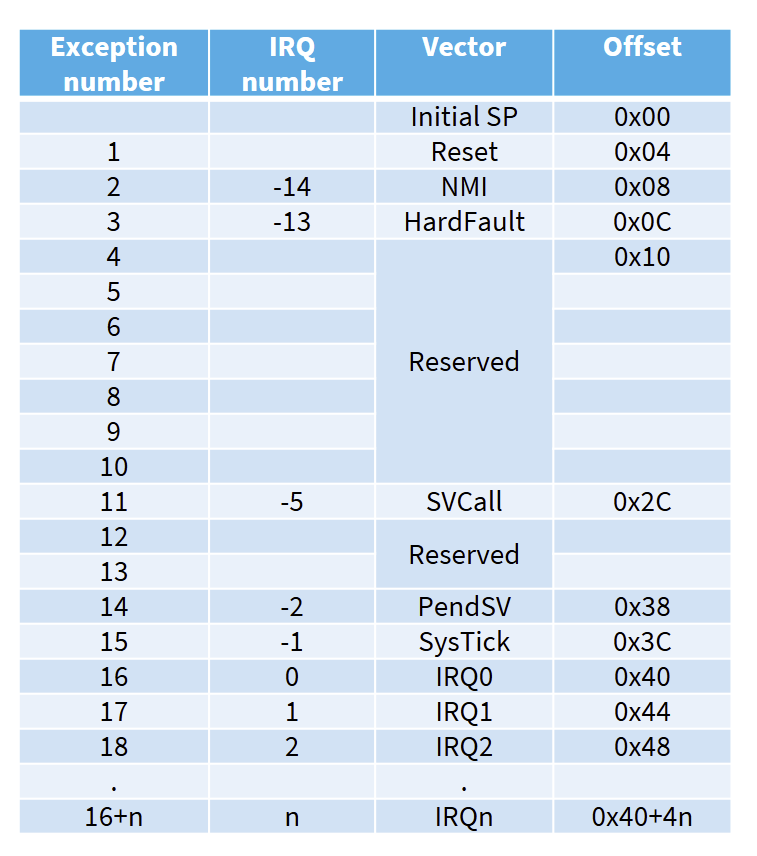 Exception number IRQ number Vector Offset
Initial SP 0x00
1 Reset 0x04
2 -14 NMI 0x08
3 -13 HardFault 0x0C
4 0x10
5
6
7 Reserved
8
9
10
11 -5 SVCall 0x2C
12
Reserved
13
14 -2 PendSV 0x38
15 -1 SysTick 0x3C
16 0 IRQ0 0x40
17 1 IRQ1 0x44
18 2 IRQ2 0x48
. .
16+n n IRQn 0x40+4n